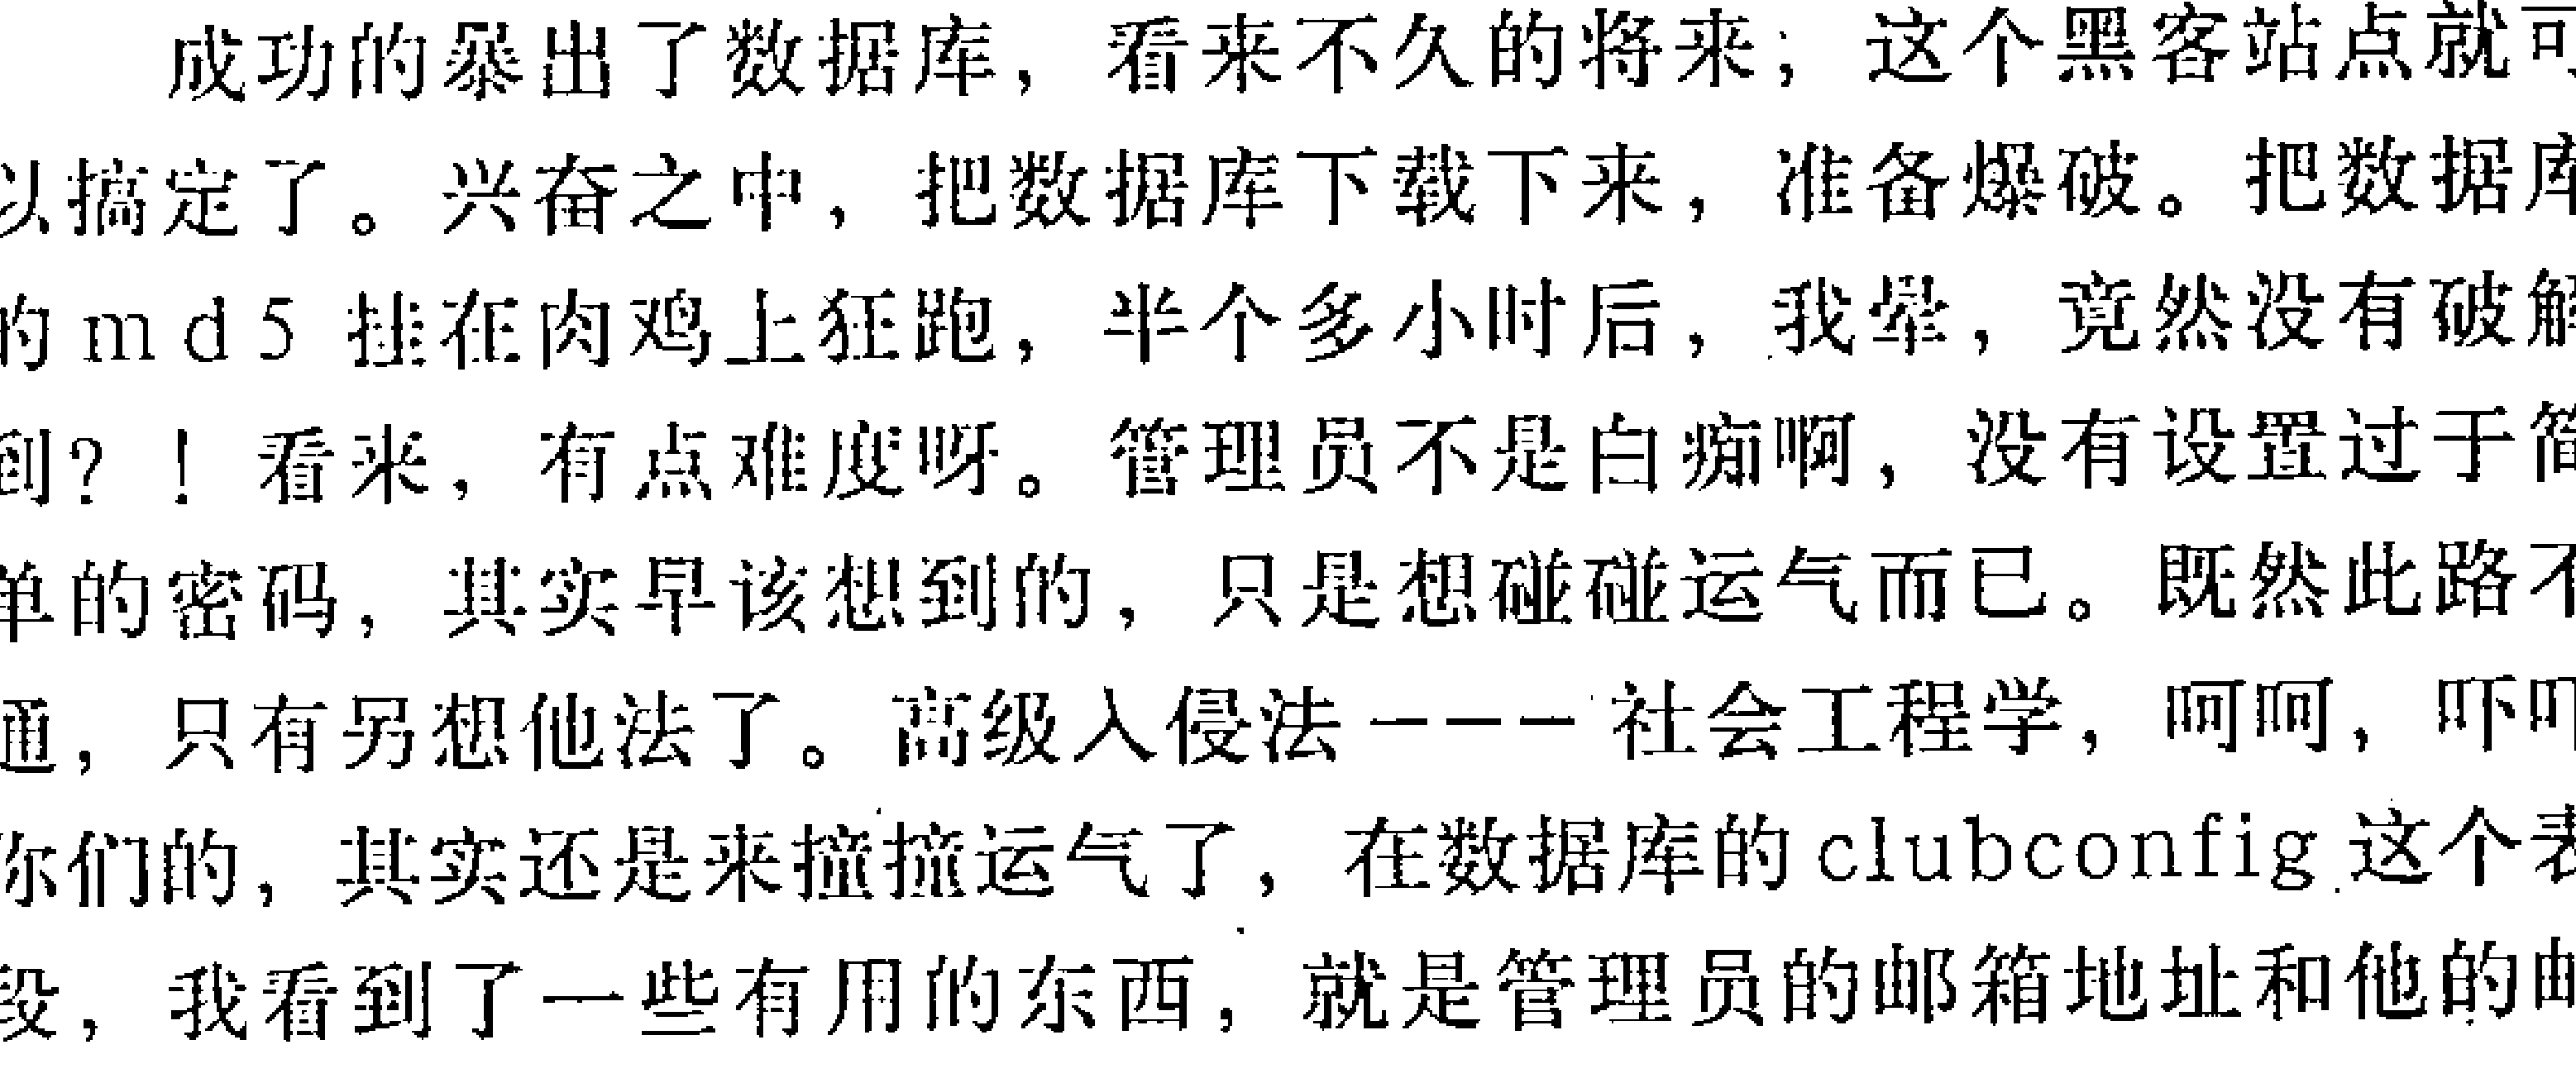 成功的暴出了数据库，看来不久的将来；这个黑客站点就可
以搞定了。兴奋之中，把数据库下载下来，准备爆破。把数据库
的md5挂在肉鸡上狂跑，半个多小时后，我晕，竟然没有破解
到？！看来，有点难度呀。管理员不是白痴啊，没有设置过于简
单的密码，其实早该想到的，只是想碰碰运气而已。既然此路不
通，只有另想他法了。高级入侵法---社会工程学，呵呵，吓吓
你们的，其实还是来撞撞运气了，在数据库的clubconfig这个表
段，我看到了一些有用的东西，就是管理员的邮箱地址和他的邮